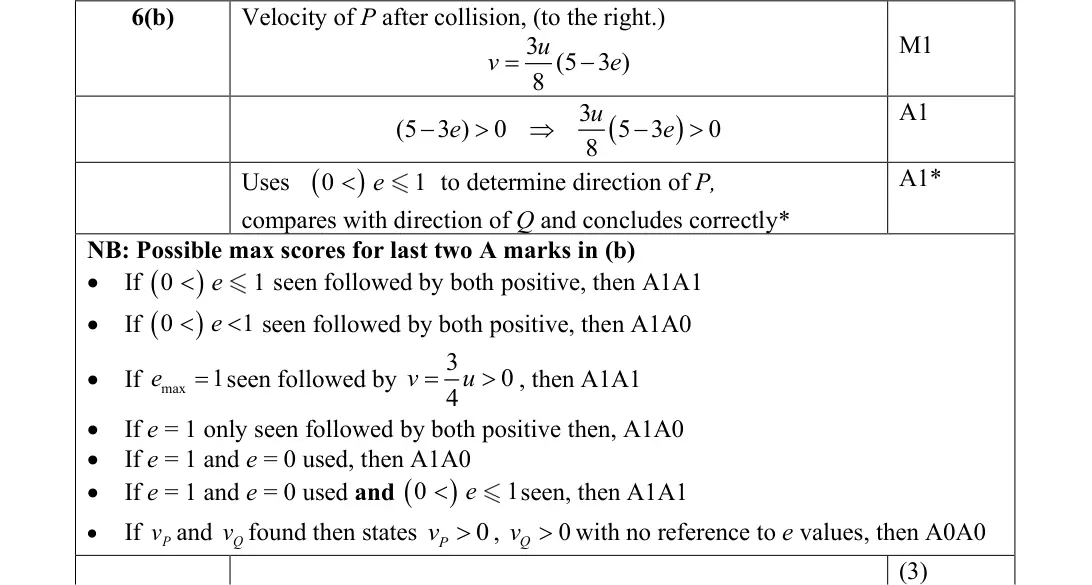 6(b) Velocity of P after collision, (to the right.)
v = 3u/8 (5 − 3e) M1
(5 − 3e) > 0 ⇒ 3u/8 (5 − 3e) > 0 A1
Uses (0 <) e ⩽ 1 to determine direction of P, A1*
compares with direction of Q and concludes correctly*
NB: Possible max scores for last two A marks in (b)
• If (0 <) e ⩽ 1 seen followed by both positive, then A1A1
• If (0 <) e <1 seen followed by both positive, then A1A0
• If eₘₐₓ = 1 seen followed by v = 3/4 u > 0 , then A1A1
• If e = 1 only seen followed by both positive then, A1A0
• If e = 1 and e = 0 used, then A1A0
• If e = 1 and e = 0 used and (0 <) e ⩽ 1 seen, then A1A1
• If v_P and v_Q found then states v_P > 0 , v_Q > 0 with no reference to e values, then A0A0
(3)